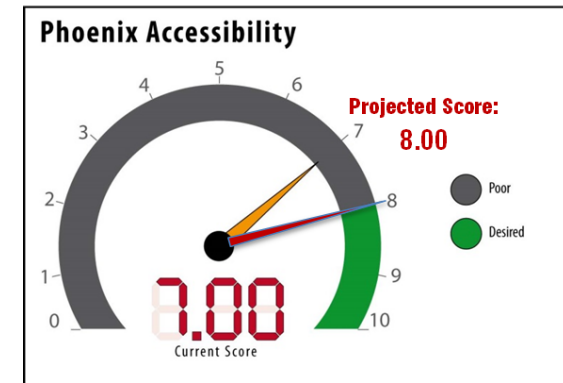 Phoenix Accessibility
5
4
6
Projected Score:
3
7
8.00
2
8
Poor
Desired
1
9
0
10
7.00
Current Score